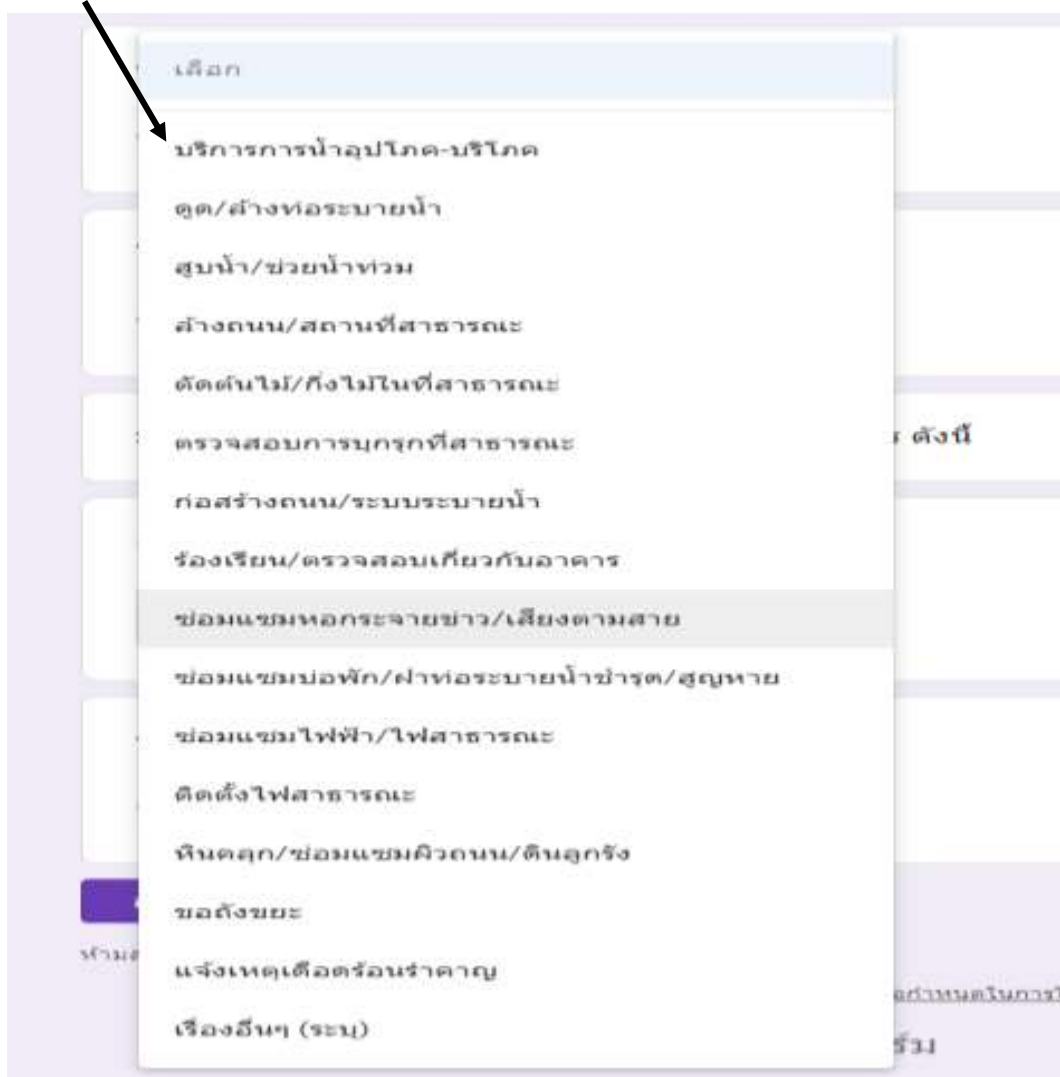 เลือก
บริการการน้ำอุปโภค-บริโภค
ดูด/ล้างท่อระบายน้ำ
สูบน้ำ/ช่วยน้ำท่วม
ล้างถนน/สถานที่สาธารณะ
ตัดต้นไม้/กิ่งไม้ในที่สาธารณะ
ตรวจสอบการบุกรุกที่สาธารณะ
ดังนี้
ก่อสร้างถนน/ระบบระบายน้ำ
ร้องเรียน/ตรวจสอบเกี่ยวกับอาคาร
ซ่อมแซมหอกระจายข่าว/เสียงตามสาย
ซ่อมแซมบ่อพัก/ฝาท่อระบายน้ำชำรุด/สูญหาย
ซ่อมแซมไฟฟ้า/ไฟสาธารณะ
ติดตั้งไฟสาธารณะ
หินคลุก/ซ่อมแซมผิวถนน/ดินลูกรัง
ขอถังขยะ
แจ้งเหตุเดือดร้อนรำคาญ
เรื่องอื่นๆ (ระบุ)